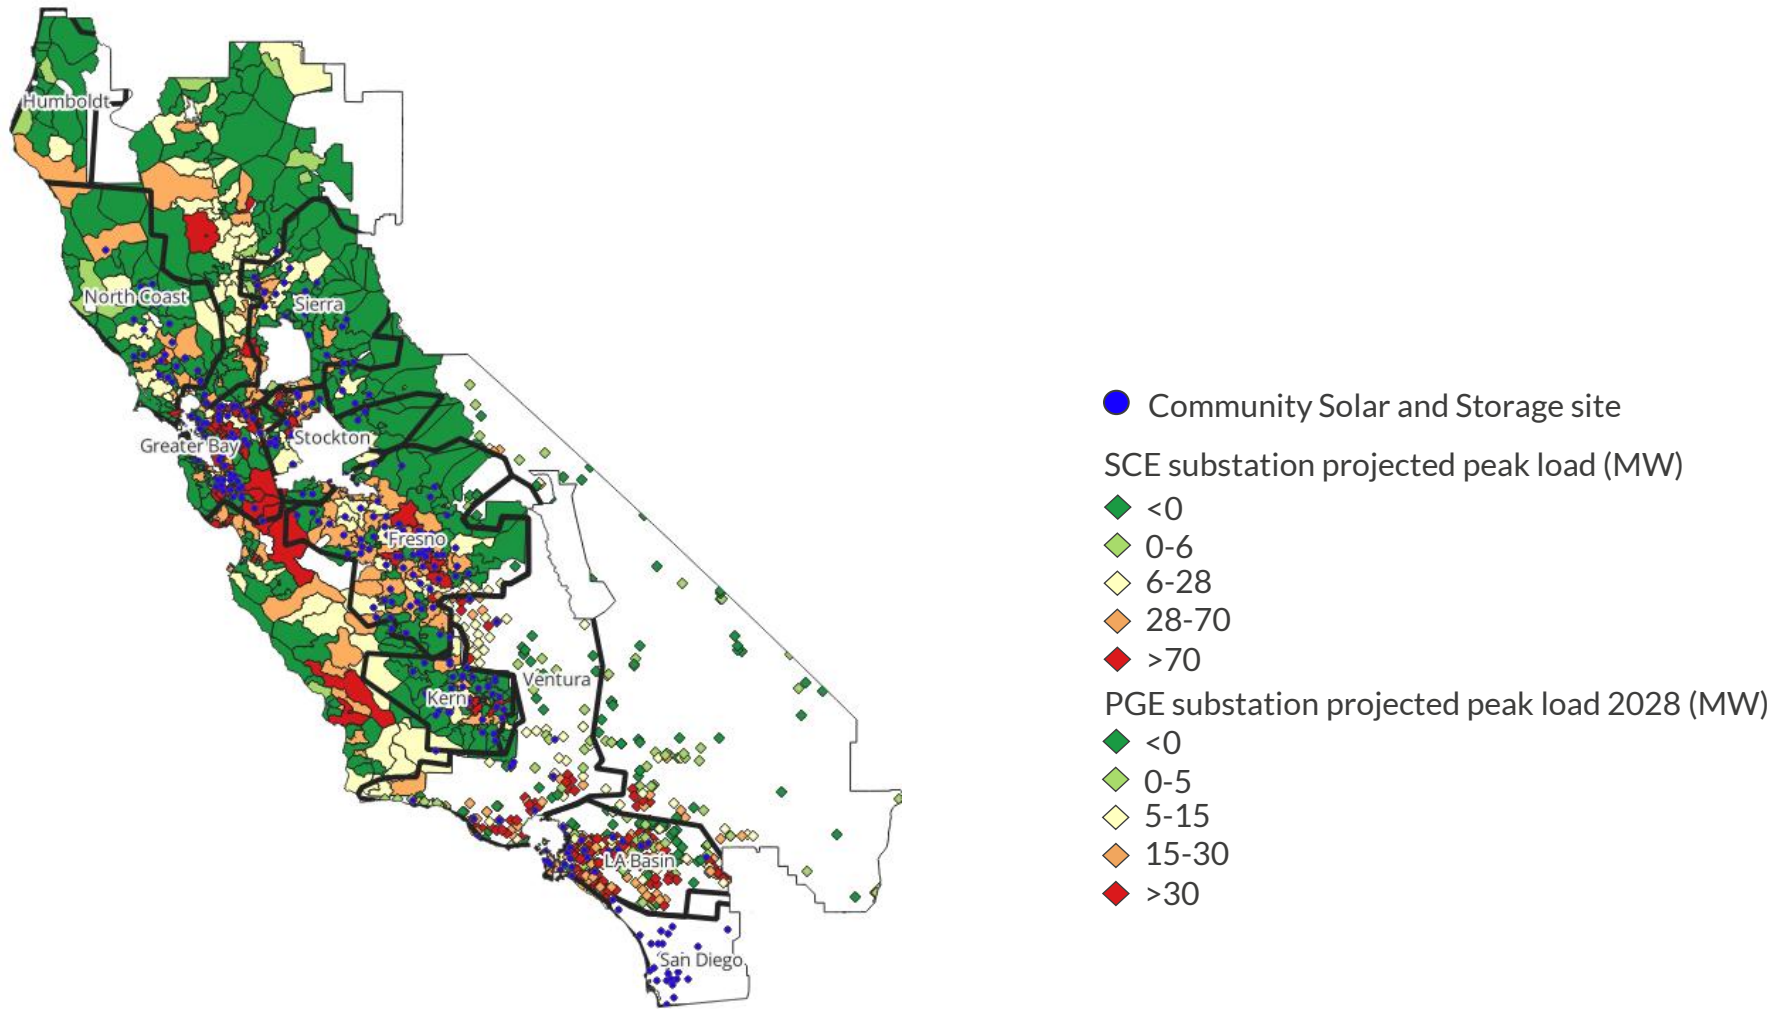 Humboldt
North Coast
Sierra
Greater Bay
Stockton
Fresno
Kern
Ventura
LA Basin
San Diego
Community Solar and Storage site
SCE substation projected peak load (MW)
<0
0-6
6-28
28-70
>70
PGE substation projected peak load 2028 (MW)
<0
0-5
5-15
15-30
>30